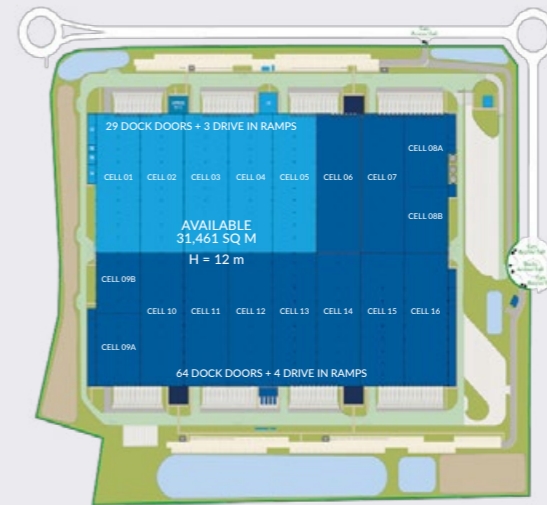 29 DOCK DOORS + 3 DRIVE IN RAMPS
CELL 08A
CELL 01
CELL 02
CELL 03
CELL 04
CELL 05
CELL 06
CELL 07
CELL 08B
AVAILABLE
31,461 SQ M
H = 12 m
CELL 09B
CELL 10
CELL 11
CELL 12
CELL 13
CELL 14
CELL 15
CELL 16
CELL 09A
64 DOCK DOORS + 4 DRIVE IN RAMPS